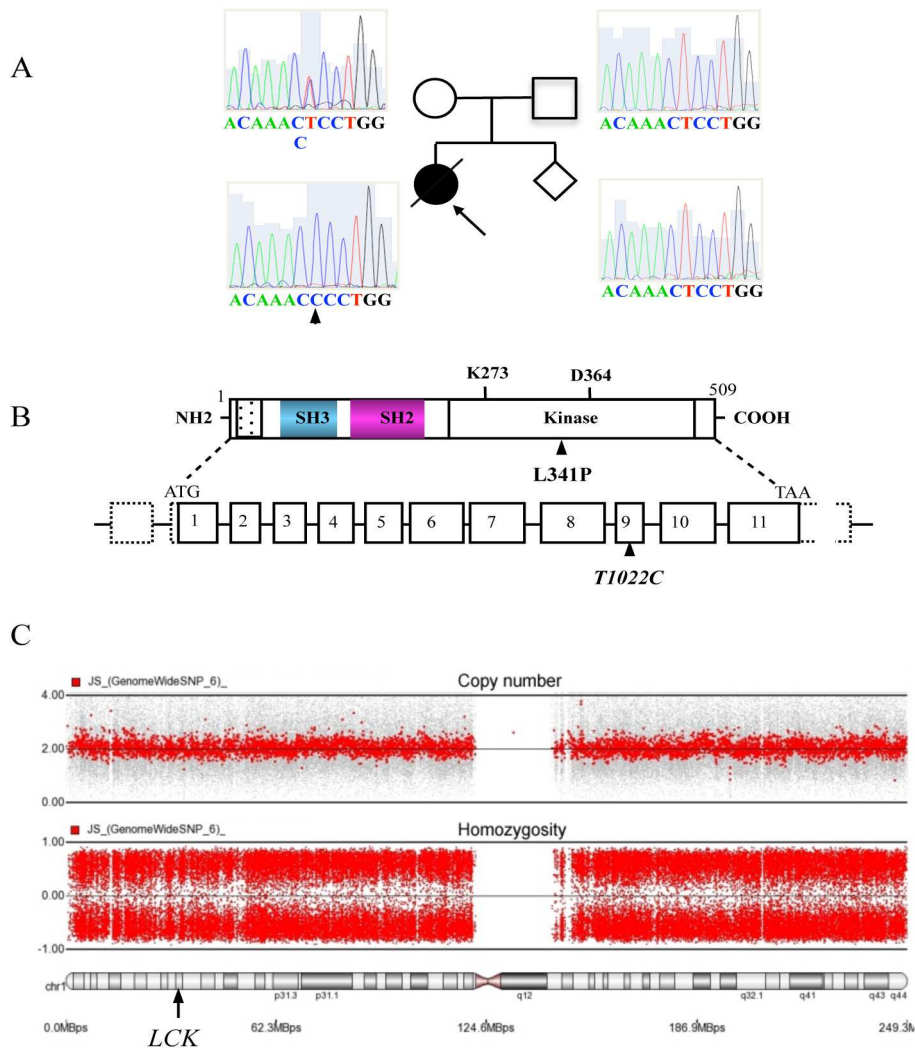 A
ACAAACTCCTGG
C
ACAAACTCCTGG
ACAAACCCCTGG
ACAAACTCCTGG
B
K273 D364
1 509
NH2 SH3 SH2 Kinase COOH
L341P
ATG TAA
1 2 3 4 5 6 7 8 9 10 11
T1022C
C
JS_(GenomeWideSNP_6)_ Copy number
4.00
2.00
0.00
JS_(GenomeWideSNP_6)_ Homozygosity
1.00
0.00
-1.00
chr1
p31.3 p31.1 q12 q32.1 q41 q43 q44
0.0MBps 62.3MBps 124.6MBps 186.9MBps 249.3M
LCK